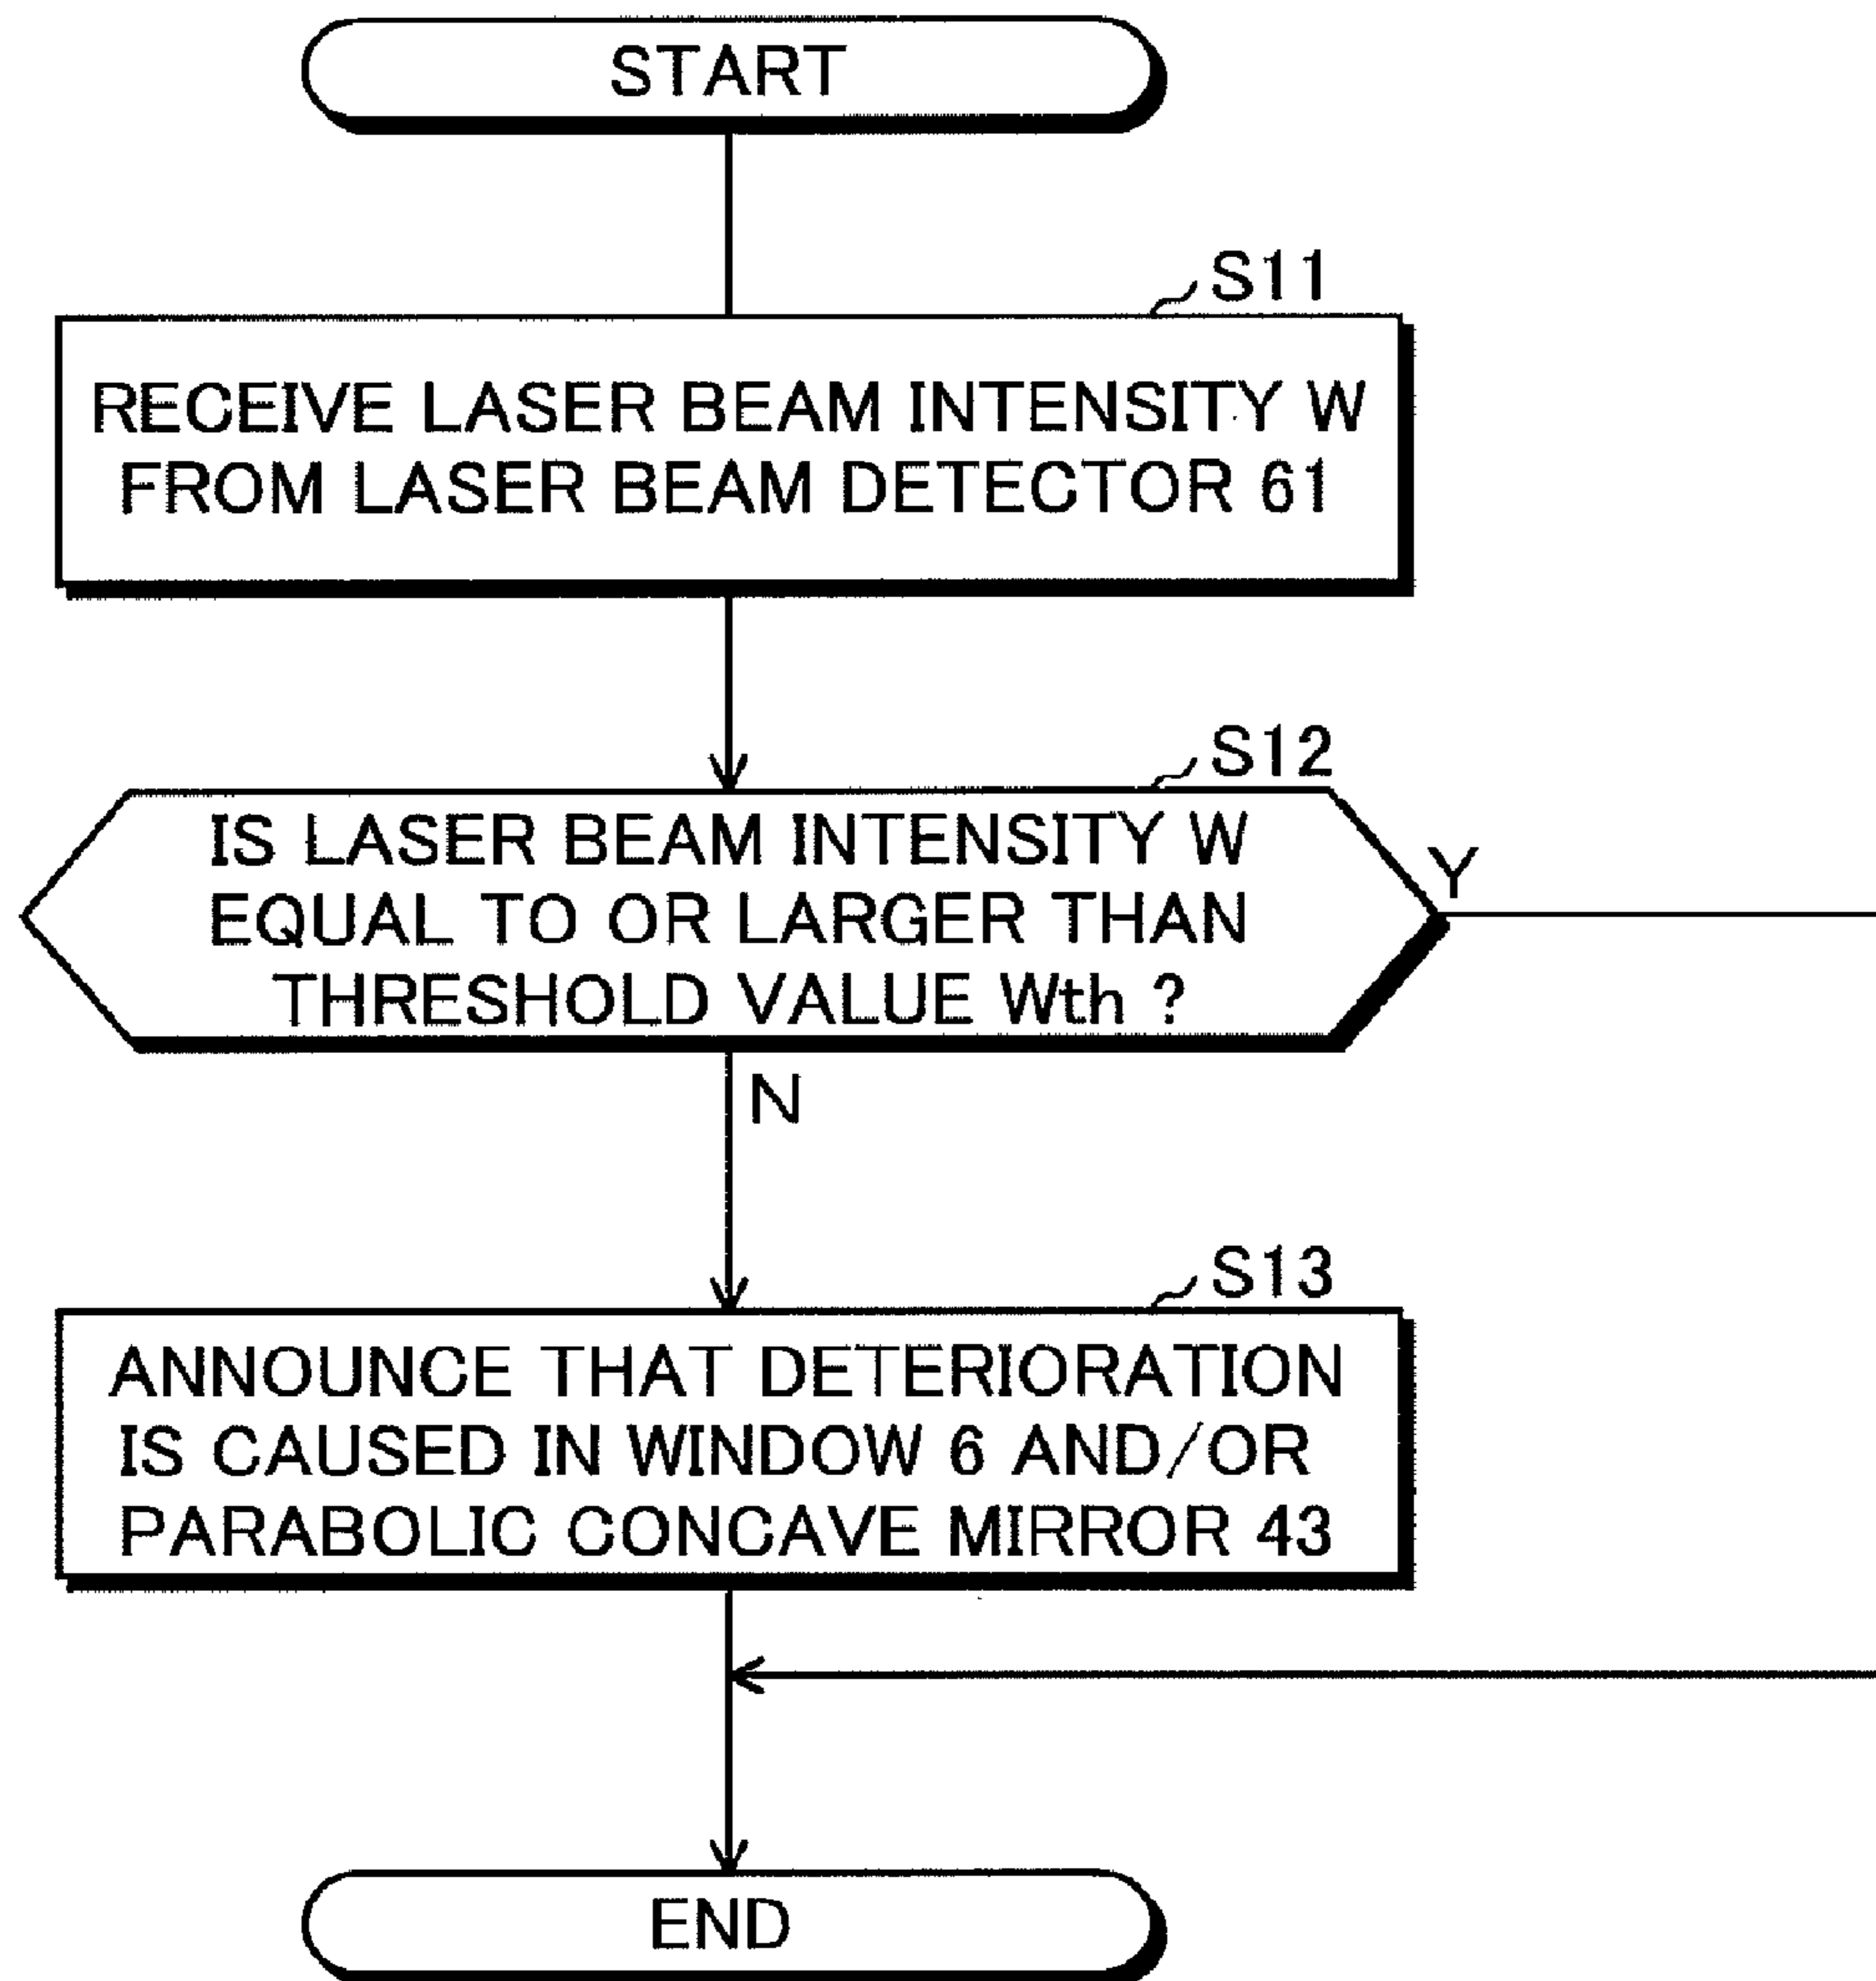 START
S11
RECEIVE LASER BEAM INTENSITY W
FROM LASER BEAM DETECTOR 61
S12
IS LASER BEAM INTENSITY W
EQUAL TO OR LARGER THAN
THRESHOLD VALUE Wth ?
Y
N
S13
ANNOUNCE THAT DETERIORATION
IS CAUSED IN WINDOW 6 AND/OR
PARABOLIC CONCAVE MIRROR 43
END